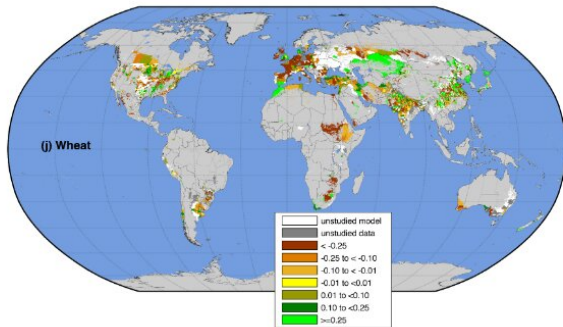 (j) Wheat
unstudied model
unstudied data
< -0.25
-0.25 to < -0.10
-0.10 to < -0.01
-0.01 to <0.01
0.01 to <0.10
0.10 to <0.25
>=0.25